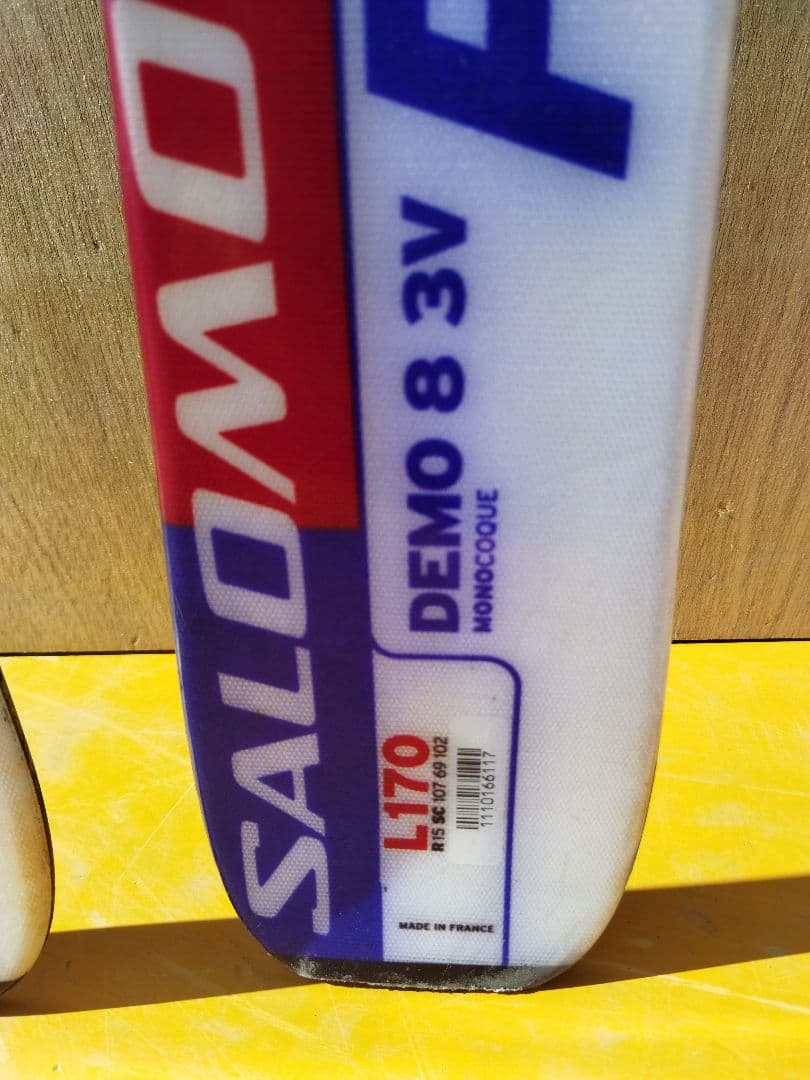 SALOMO
DEMO 8 3V
MONOCOQUE
L170
R15 SC 107 69 102
1110166117
MADE IN FRANCE